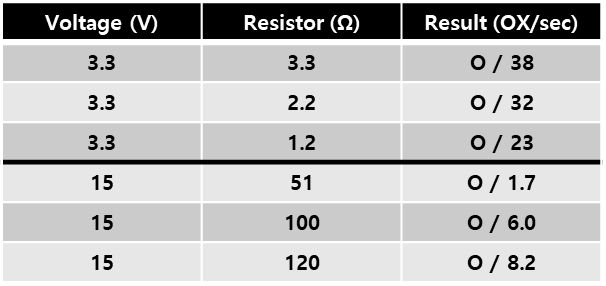 Voltage (V) Resistor (Ω) Result (OX/sec)
3.3 3.3 O / 38
3.3 2.2 O / 32
3.3 1.2 O / 23
15 51 O / 1.7
15 100 O / 6.0
15 120 O / 8.2